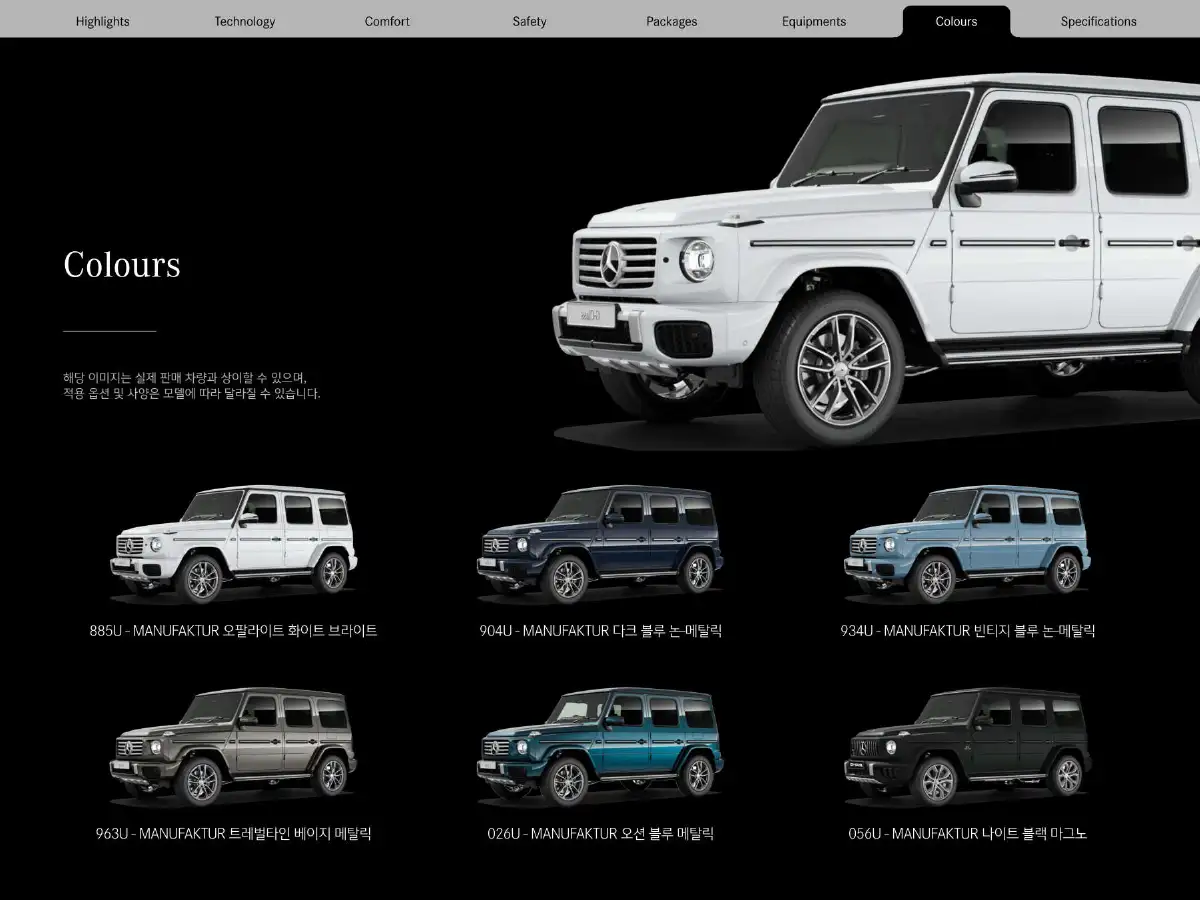 Highlights
Technology
Comfort
Safety
Packages
Equipments
Colours
Specifications
Colours
해당 이미지는 실제 판매 차량과 상이할 수 있으며,
적용 옵션 및 사양은 모델에 따라 달라질 수 있습니다.
885U - MANUFAKTUR 오팔라이트 화이트 브라이트
904U - MANUFAKTUR 다크 블루 논-메탈릭
934U - MANUFAKTUR 빈티지 블루 논-메탈릭
963U - MANUFAKTUR 트레벌타인 베이지 메탈릭
026U - MANUFAKTUR 오션 블루 메탈릭
056U - MANUFAKTUR 나이트 블랙 마그노